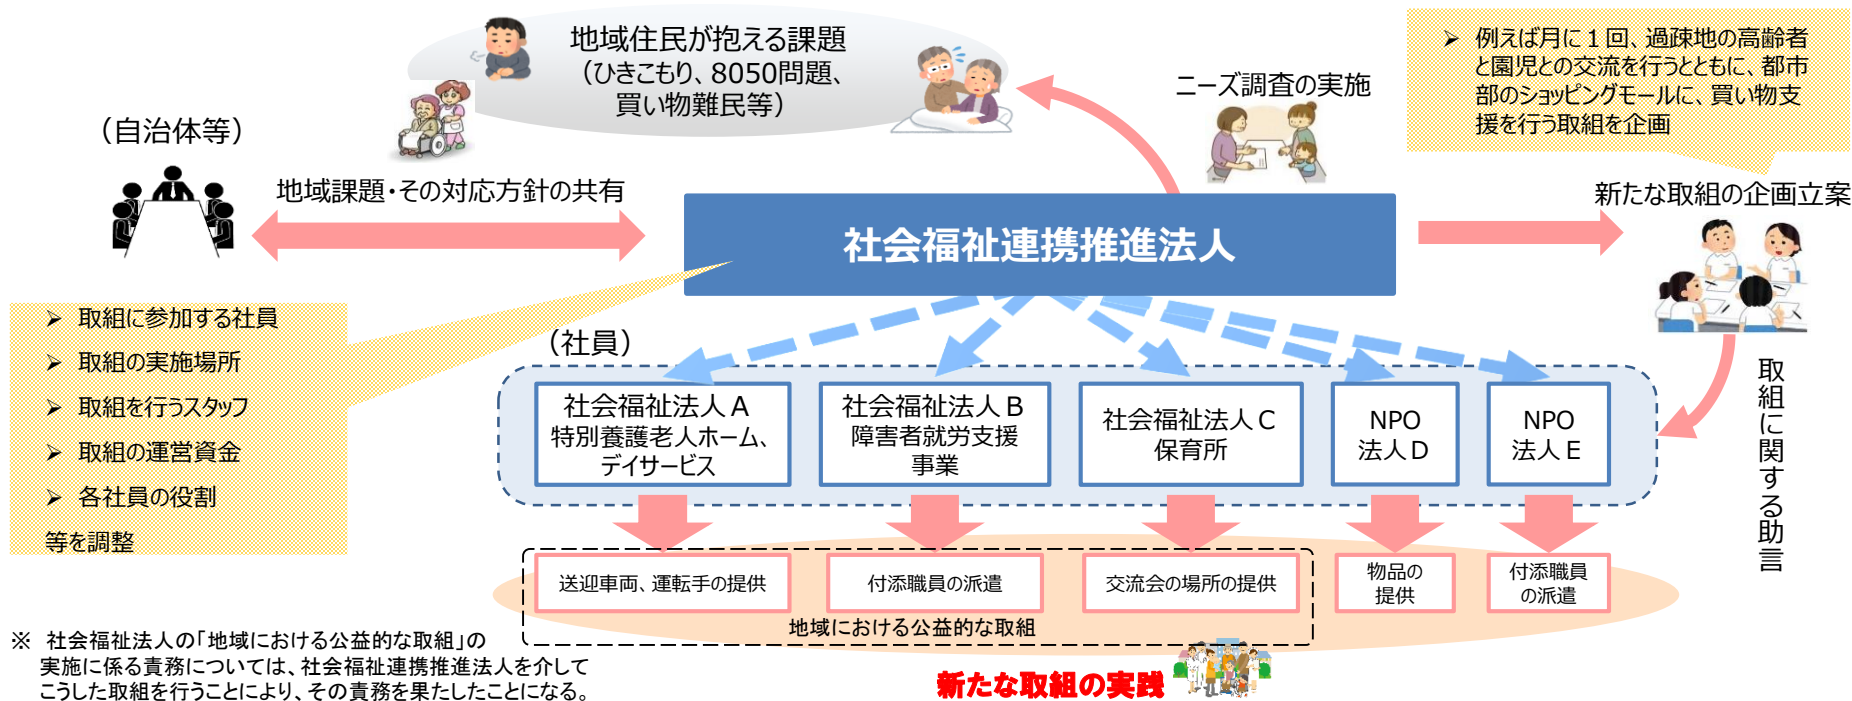 地域住民が抱える課題
（ひきこもり、8050問題、
買い物難民等）
ニーズ調査の実施
➢ 例えば月に１回、過疎地の高齢者
と園児との交流を行うとともに、都市
部のショッピングモールに、買い物支
援を行う取組を企画
（自治体等）
地域課題・その対応方針の共有
新たな取組の企画立案
社会福祉連携推進法人
➢ 取組に参加する社員
➢ 取組の実施場所
➢ 取組を行うスタッフ
➢ 取組の運営資金
➢ 各社員の役割
等を調整
（社員）
社会福祉法人Ａ
特別養護老人ホーム、
デイサービス
社会福祉法人Ｂ
障害者就労支援
事業
社会福祉法人Ｃ
保育所
NPO
法人Ｄ
NPO
法人Ｅ
取組に関する助言
送迎車両、運転手の提供
付添職員の派遣
交流会の場所の提供
物品の
提供
付添職員
の派遣
地域における公益的な取組
新たな取組の実践
※ 社会福祉法人の「地域における公益的な取組」の
実施に係る責務については、社会福祉連携推進法人を介して
こうした取組を行うことにより、その責務を果たしたことになる。